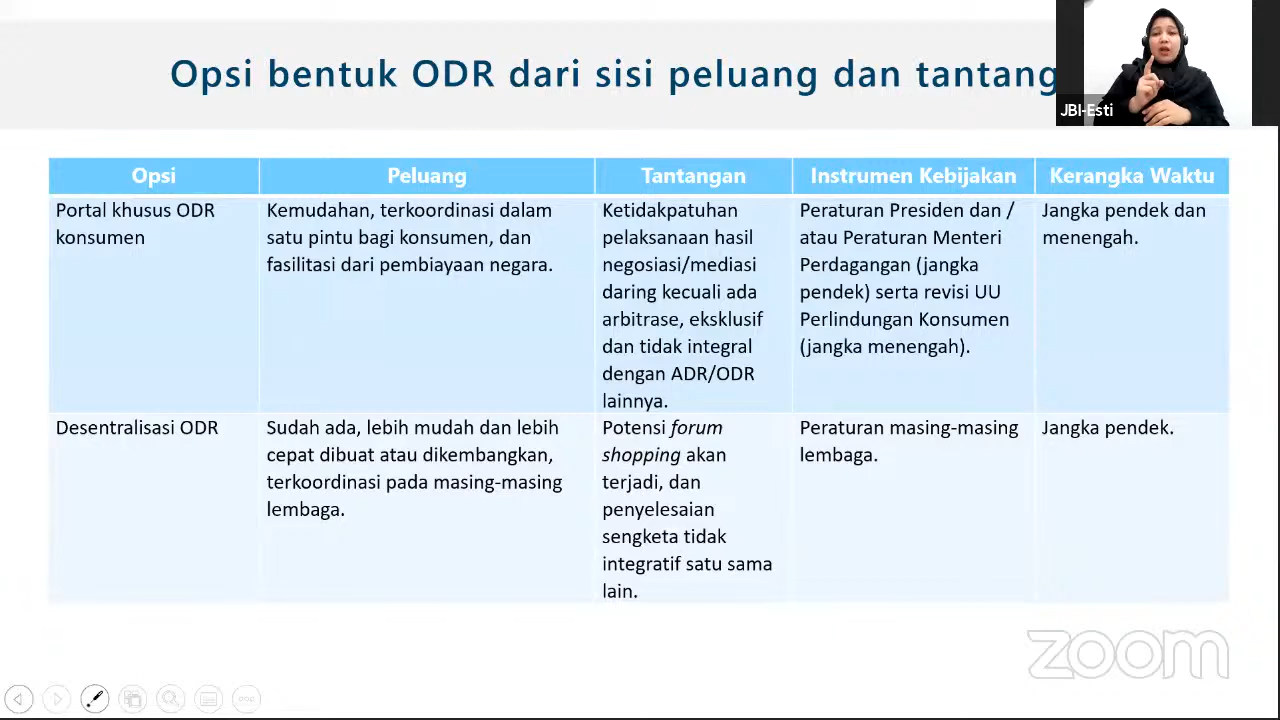 Opsi bentuk ODR dari sisi peluang dan tantang
JBI-Esti
Opsi
Peluang
Tantangan
Instrumen Kebijakan
Kerangka Waktu
Portal khusus ODR
konsumen
Kemudahan, terkoordinasi dalam
satu pintu bagi konsumen, dan
fasilitasi dari pembiayaan negara.
Ketidakpatuhan
pelaksanaan hasil
negosiasi/mediasi
daring kecuali ada
arbitrase, eksklusif
dan tidak integral
dengan ADR/ODR
lainnya.
Peraturan Presiden dan /
atau Peraturan Menteri
Perdagangan (jangka
pendek) serta revisi UU
Perlindungan Konsumen
(jangka menengah).
Jangka pendek dan
menengah.
Desentralisasi ODR
Sudah ada, lebih mudah dan lebih
cepat dibuat atau dikembangkan,
terkoordinasi pada masing-masing
lembaga.
Potensi forum
shopping akan
terjadi, dan
penyelesaian
sengketa tidak
integratif satu sama
lain.
Peraturan masing-masing
lembaga.
Jangka pendek.
zoom